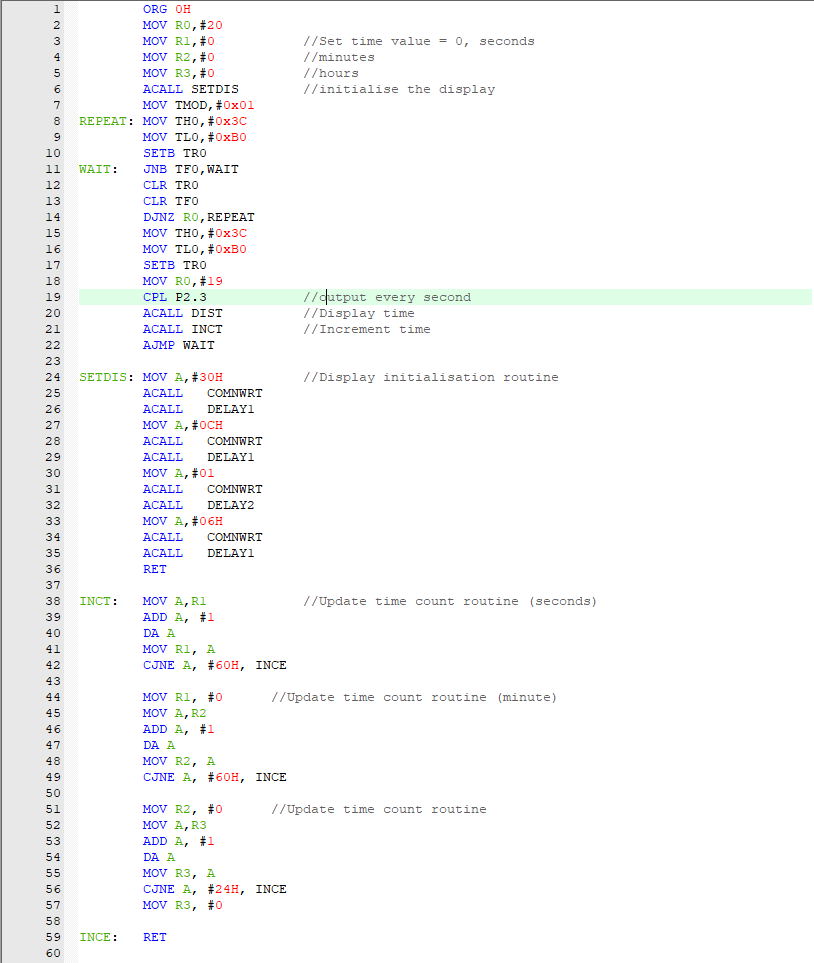 1 ORG 0H
2 MOV R0,#20
3 MOV R1,#0 //Set time value = 0, seconds
4 MOV R2,#0 //minutes
5 MOV R3,#0 //hours
6 ACALL SETDIS //initialise the display
7 MOV TMOD,#0x01
8 REPEAT: MOV TH0,#0x3C
9 MOV TL0,#0xB0
10 SETB TR0
11 WAIT: JNB TF0,WAIT
12 CLR TR0
13 CLR TF0
14 DJNZ R0,REPEAT
15 MOV TH0,#0x3C
16 MOV TL0,#0xB0
17 SETB TR0
18 MOV R0,#19
19 CPL P2.3 //output every second
20 ACALL DIST //Display time
21 ACALL INCT //Increment time
22 AJMP WAIT
23
24 SETDIS: MOV A,#30H //Display initialisation routine
25 ACALL COMNWRT
26 ACALL DELAY1
27 MOV A,#0CH
28 ACALL COMNWRT
29 ACALL DELAY1
30 MOV A,#01
31 ACALL COMNWRT
32 ACALL DELAY2
33 MOV A,#06H
34 ACALL COMNWRT
35 ACALL DELAY1
36 RET
37
38 INCT: MOV A,R1 //Update time count routine (seconds)
39 ADD A, #1
40 DA A
41 MOV R1, A
42 CJNE A, #60H, INCE
43
44 MOV R1, #0 //Update time count routine (minute)
45 MOV A,R2
46 ADD A, #1
47 DA A
48 MOV R2, A
49 CJNE A, #60H, INCE
50
51 MOV R2, #0 //Update time count routine
52 MOV A,R3
53 ADD A, #1
54 DA A
55 MOV R3, A
56 CJNE A, #24H, INCE
57 MOV R3, #0
58
59 INCE: RET
60